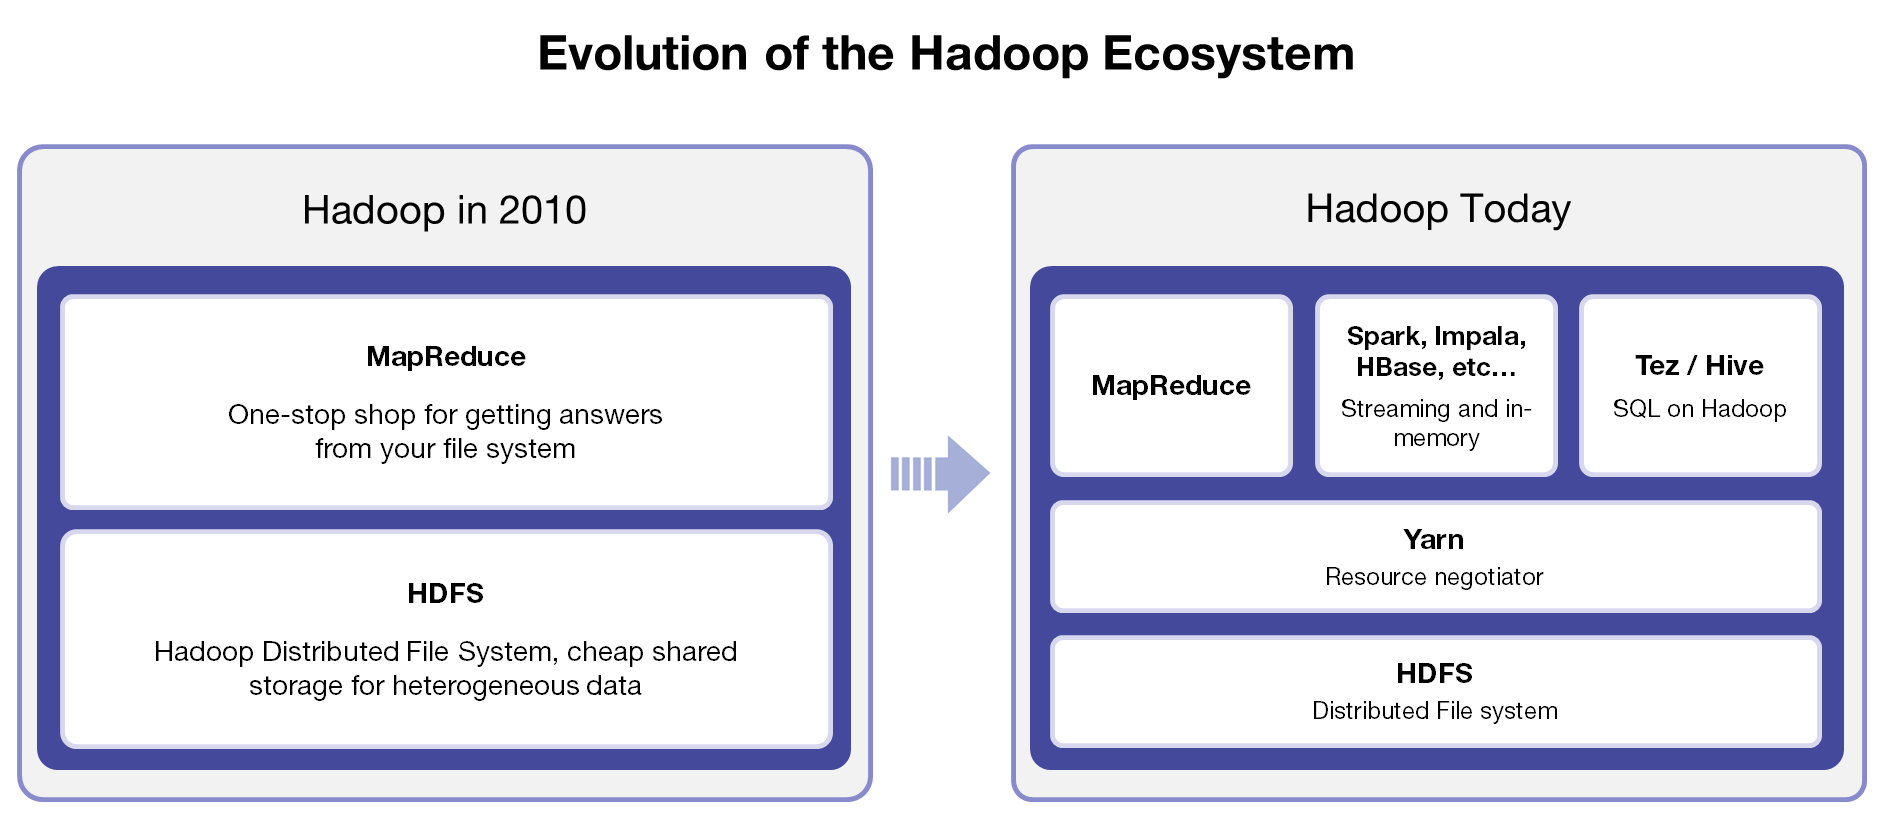 Evolution of the Hadoop Ecosystem
Hadoop in 2010
MapReduce
One-stop shop for getting answers
from your file system
HDFS
Hadoop Distributed File System, cheap shared
storage for heterogeneous data
Hadoop Today
MapReduce
Spark, Impala,
HBase, etc...
Streaming and in-
memory
Tez / Hive
SQL on Hadoop
Yarn
Resource negotiator
HDFS
Distributed File system